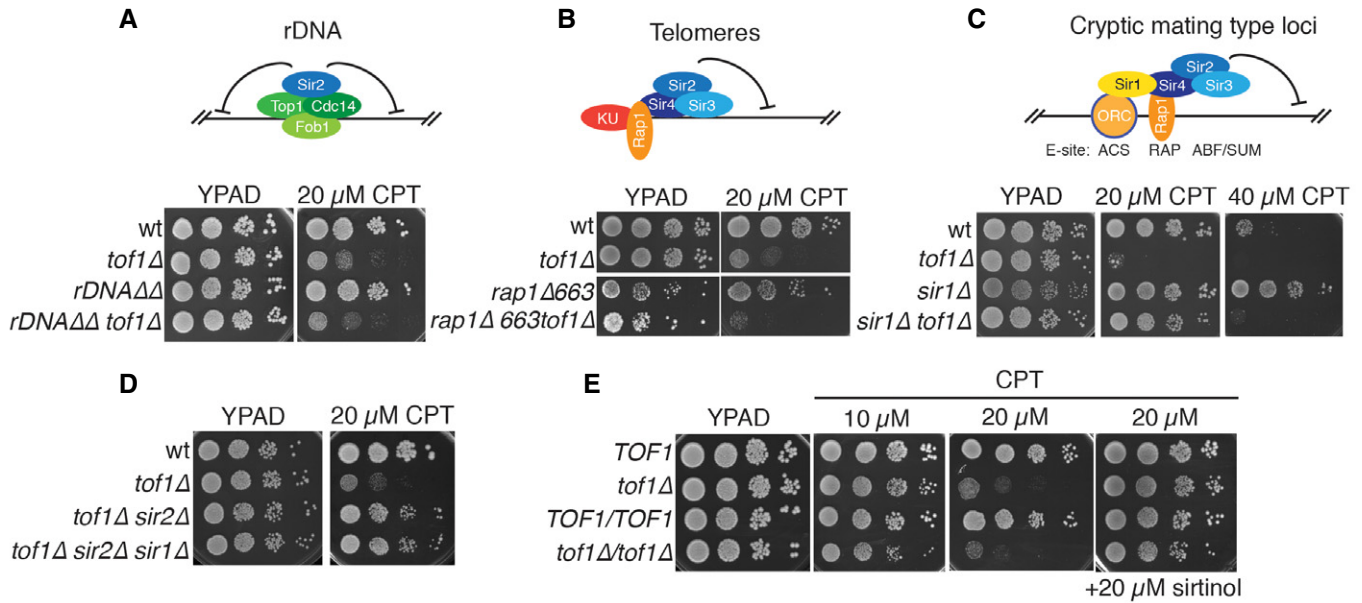 A
rDNA
Sir2
Top1 Cdc14
Fob1
YPAD 20 µM CPT
wt
tof1Δ
rDNAΔΔ
rDNAΔΔ tof1Δ
B
Telomeres
Sir2
Sir4 Sir3
KU
Rap1
YPAD 20 µM CPT
wt
tof1Δ
rap1Δ663
rap1Δ 663tof1Δ
C
Cryptic mating type loci
Sir2
Sir1 Sir4 Sir3
ORC Rap1
E-site: ACS RAP ABF/SUM
YPAD 20 µM CPT 40 µM CPT
wt
tof1Δ
sir1Δ
sir1Δ tof1Δ
D
YPAD 20 µM CPT
wt
tof1Δ
tof1Δ sir2Δ
tof1Δ sir2Δ sir1Δ
E
CPT
YPAD 10 µM 20 µM 20 µM
TOF1
tof1Δ
TOF1/TOF1
tof1Δ/tof1Δ
+20 µM sirtinol